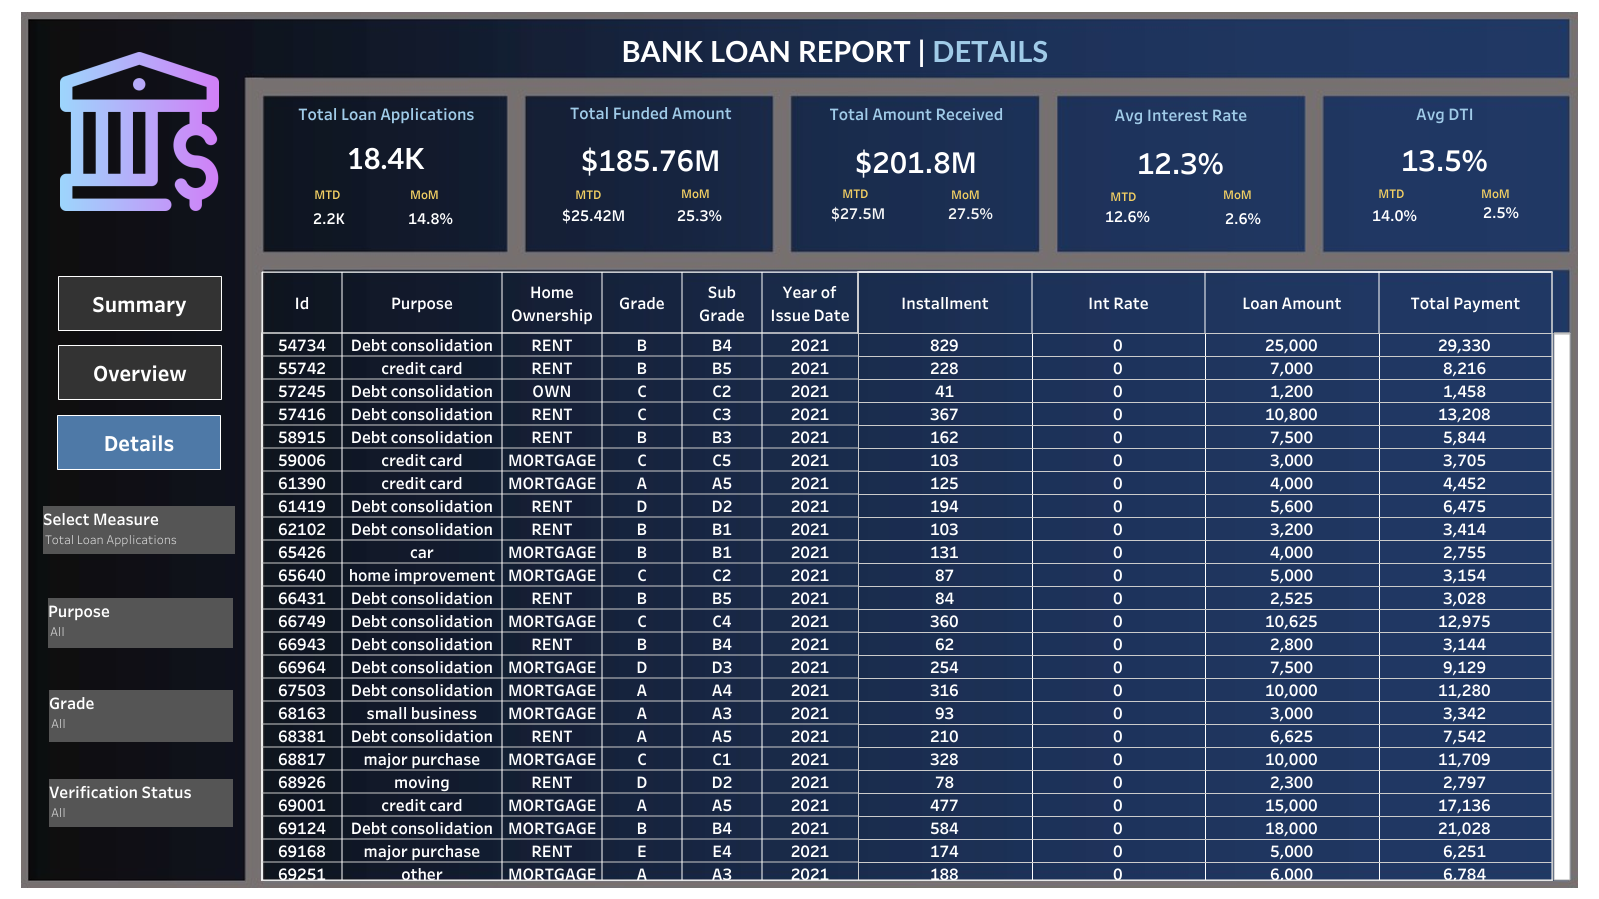 BANK LOAN REPORT | DETAILS
Total Loan Applications
18.4K
MTD MoM
2.2K 14.8%
Total Funded Amount
$185.76M
MTD MoM
$25.42M 25.3%
Total Amount Received
$201.8M
MTD MoM
$27.5M 27.5%
Avg Interest Rate
12.3%
MTD MoM
12.6% 2.6%
Avg DTI
13.5%
MTD MoM
14.0% 2.5%
Summary
Overview
Details
Select Measure
Total Loan Applications
Purpose
All
Grade
All
Verification Status
All
Id Purpose Home Ownership Grade Sub Grade Year of Issue Date Installment Int Rate Loan Amount Total Payment
54734 Debt consolidation RENT B B4 2021 829 0 25,000 29,330
55742 credit card RENT B B5 2021 228 0 7,000 8,216
57245 Debt consolidation OWN C C2 2021 41 0 1,200 1,458
57416 Debt consolidation RENT C C3 2021 367 0 10,800 13,208
58915 Debt consolidation RENT B B3 2021 162 0 7,500 5,844
59006 credit card MORTGAGE C C5 2021 103 0 3,000 3,705
61390 credit card MORTGAGE A A5 2021 125 0 4,000 4,452
61419 Debt consolidation RENT D D2 2021 194 0 5,600 6,475
62102 Debt consolidation RENT B B1 2021 103 0 3,200 3,414
65426 car MORTGAGE B B1 2021 131 0 4,000 2,755
65640 home improvement MORTGAGE C C2 2021 87 0 5,000 3,154
66431 Debt consolidation RENT B B5 2021 84 0 2,525 3,028
66749 Debt consolidation MORTGAGE C C4 2021 360 0 10,625 12,975
66943 Debt consolidation RENT B B4 2021 62 0 2,800 3,144
66964 Debt consolidation MORTGAGE D D3 2021 254 0 7,500 9,129
67503 Debt consolidation MORTGAGE A A4 2021 316 0 10,000 11,280
68163 small business MORTGAGE A A3 2021 93 0 3,000 3,342
68381 Debt consolidation RENT A A5 2021 210 0 6,625 7,542
68817 major purchase MORTGAGE C C1 2021 328 0 10,000 11,709
68926 moving RENT D D2 2021 78 0 2,300 2,797
69001 credit card MORTGAGE A A5 2021 477 0 15,000 17,136
69124 Debt consolidation MORTGAGE B B4 2021 584 0 18,000 21,028
69168 major purchase RENT E E4 2021 174 0 5,000 6,251
69251 other MORTGAGE A A3 2021 188 0 6,000 6,784